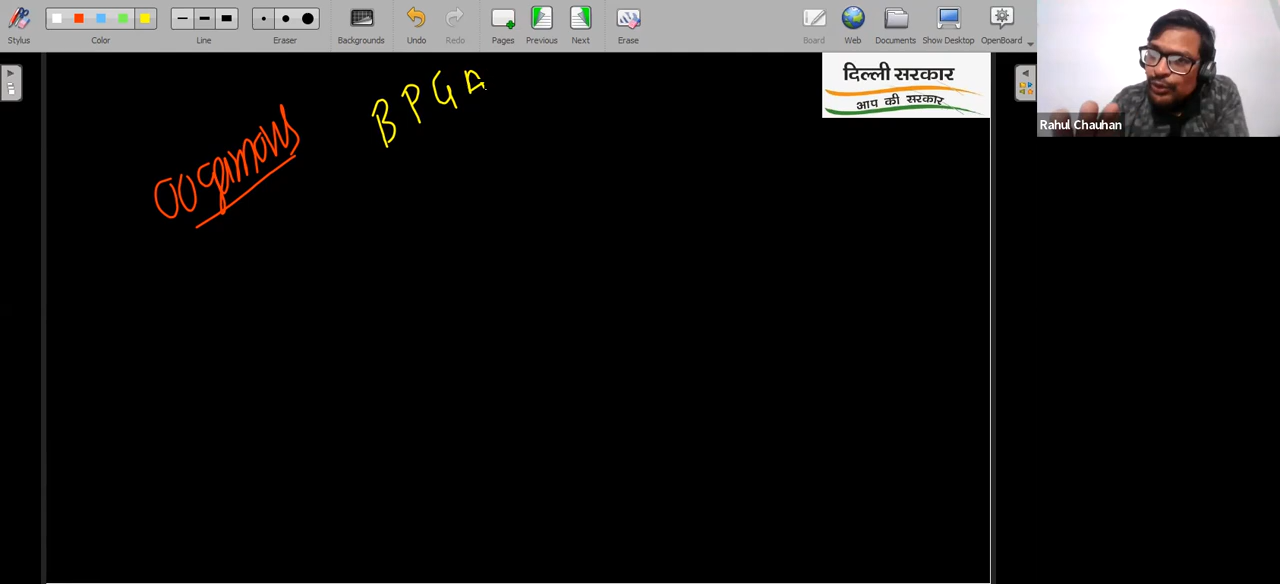 Stylus
Color
Line
Eraser
Backgrounds
Undo
Redo
Pages
Previous
Next
Erase
Board
Web
Documents
Show Desktop
OpenBoard
दिल्ली सरकार
आप की सरकार
Rahul Chauhan
B P G A
oogamous